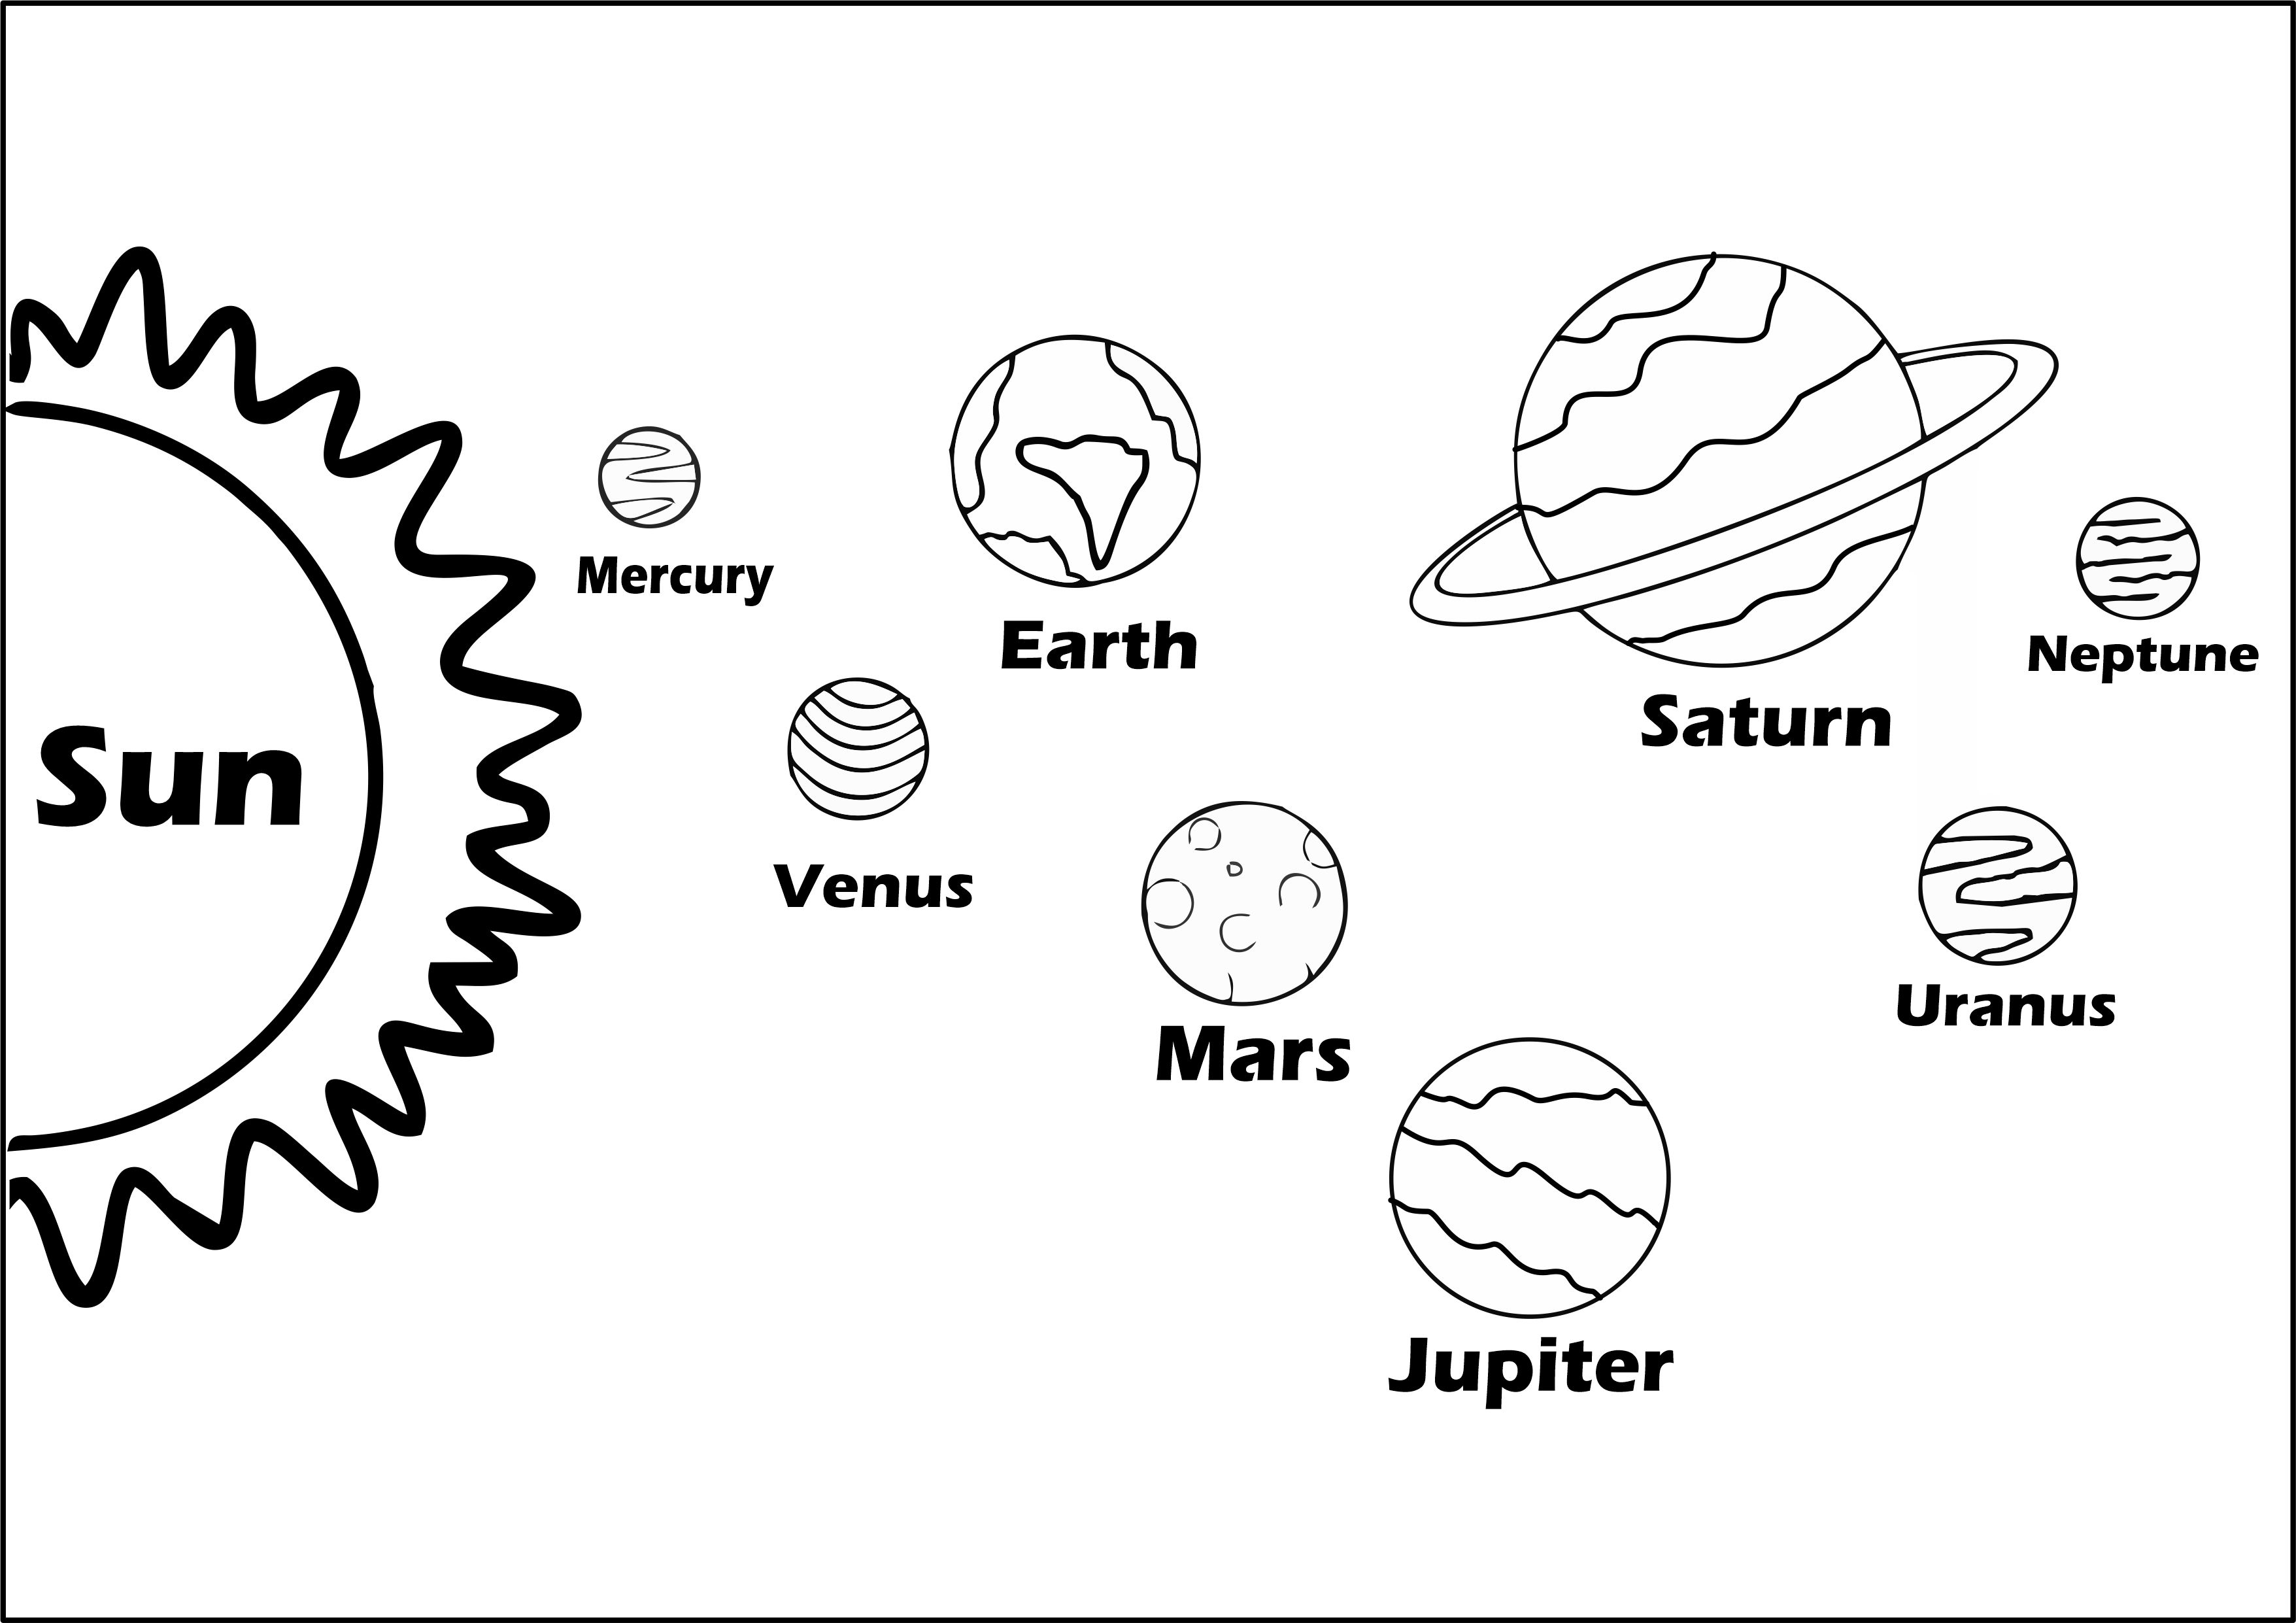 Sun
Mercury
Venus
Earth
Mars
Jupiter
Saturn
Uranus
Neptune